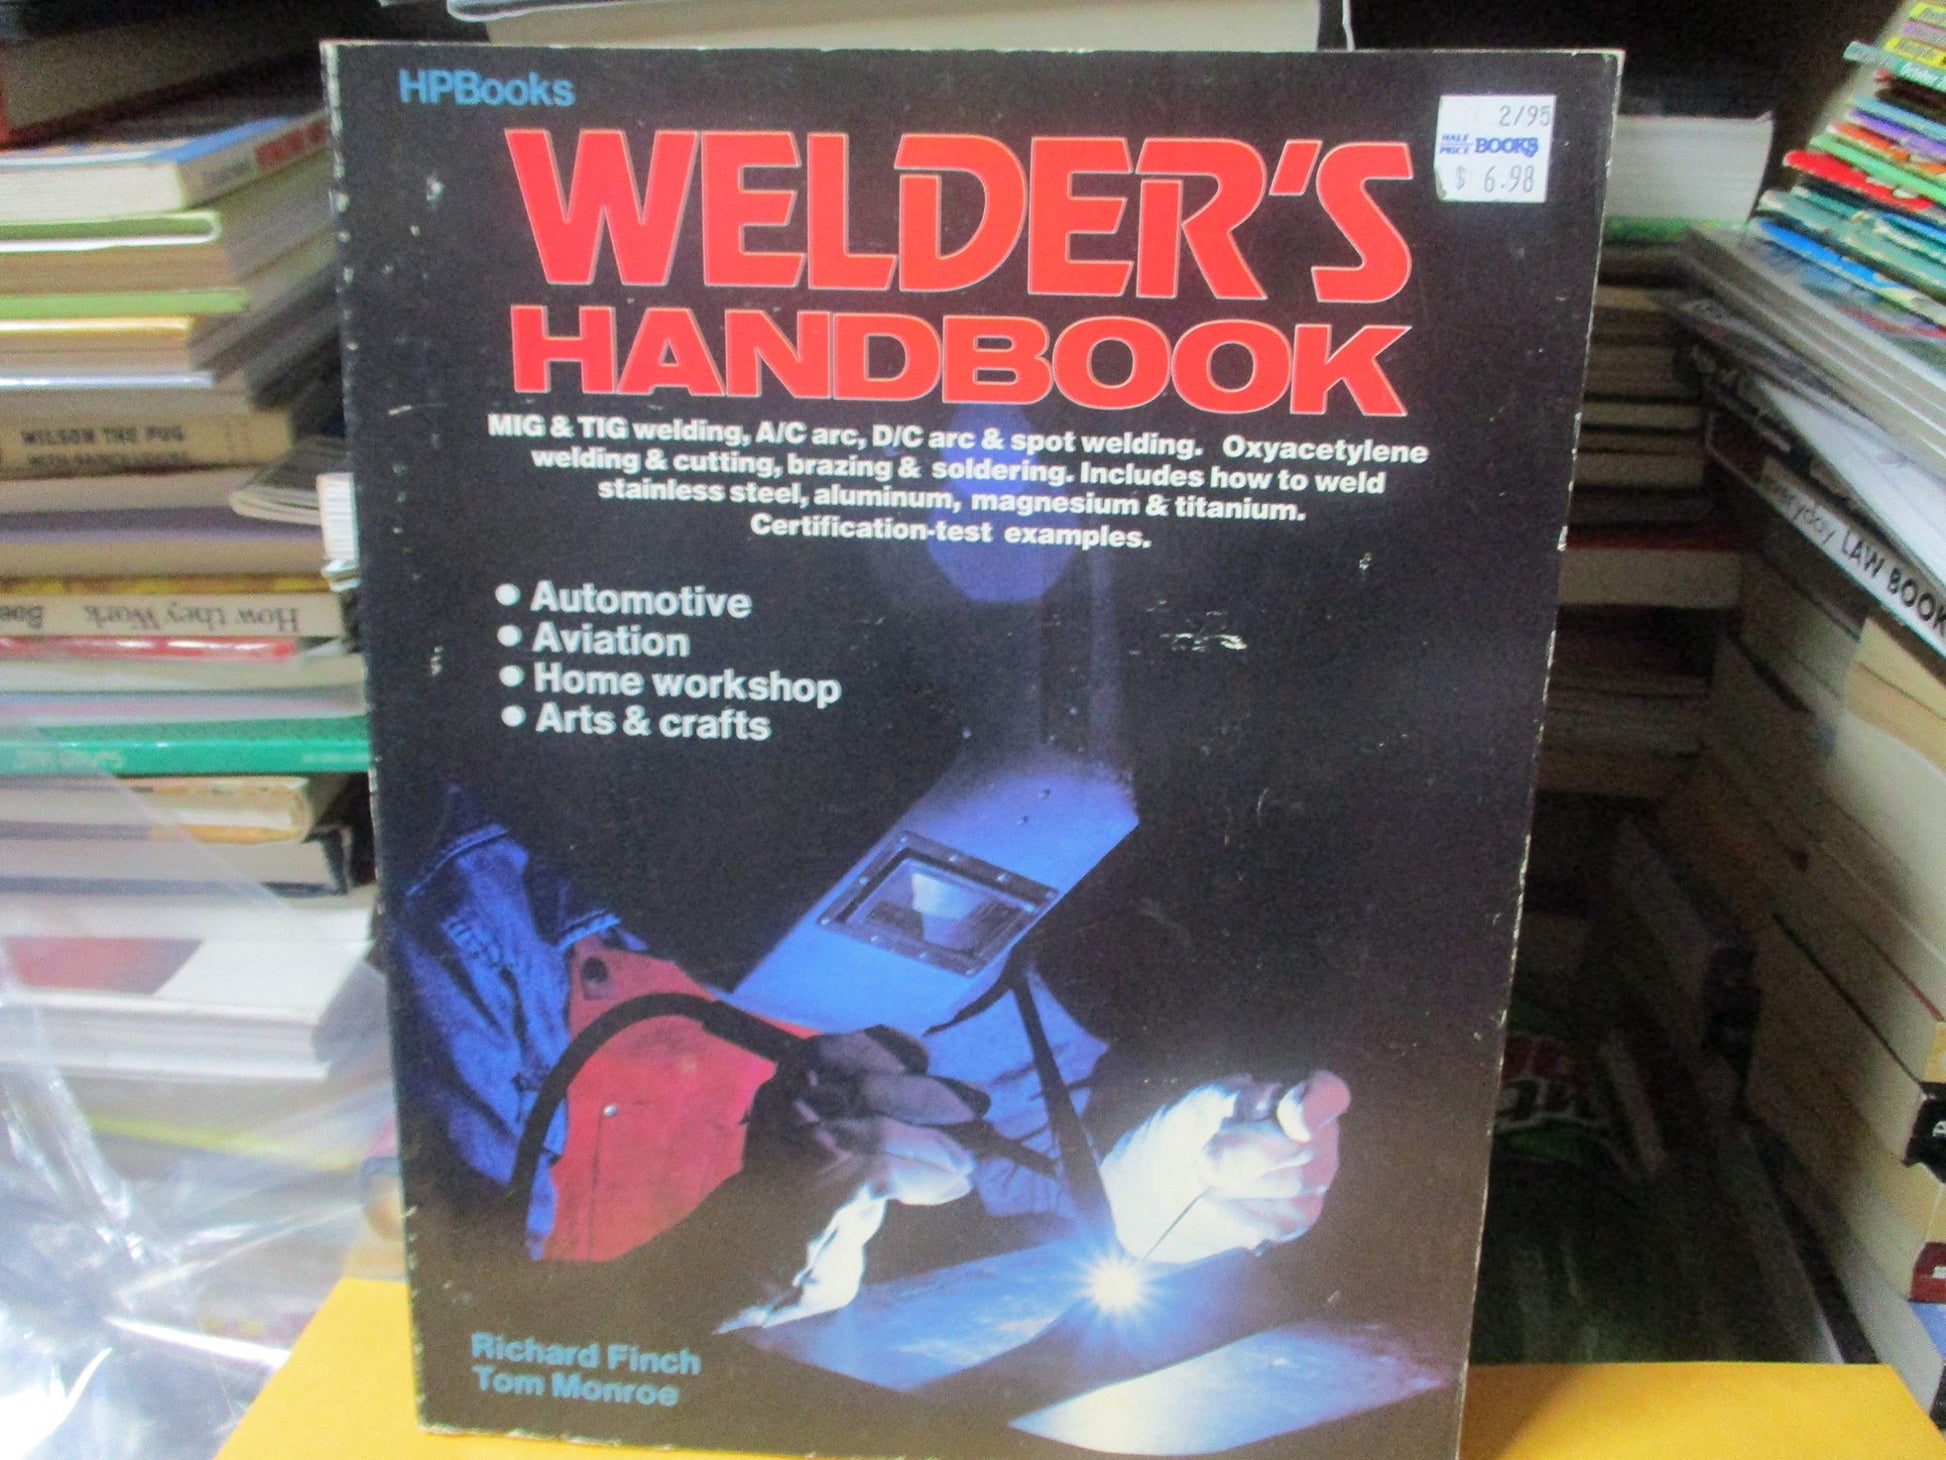 HPBooks
2/95
HALF PRICE BOOKS
$ 6.98
WELDER'S
HANDBOOK
MIG & TIG welding, A/C arc, D/C arc & spot welding. Oxyacetylene
welding & cutting, brazing & soldering. Includes how to weld
stainless steel, aluminum, magnesium & titanium.
Certification-test examples.
• Automotive
• Aviation
• Home workshop
• Arts & crafts
Richard Finch
Tom Monroe
WILSON THE PUG
How they Work
everyday LAW BOOK